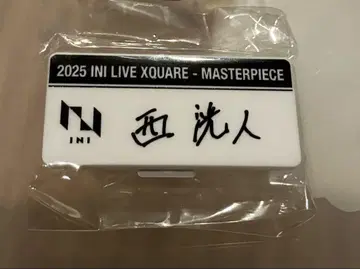 2025 INI LIVE XQUARE - MASTERPIECE
INI
西 洸人